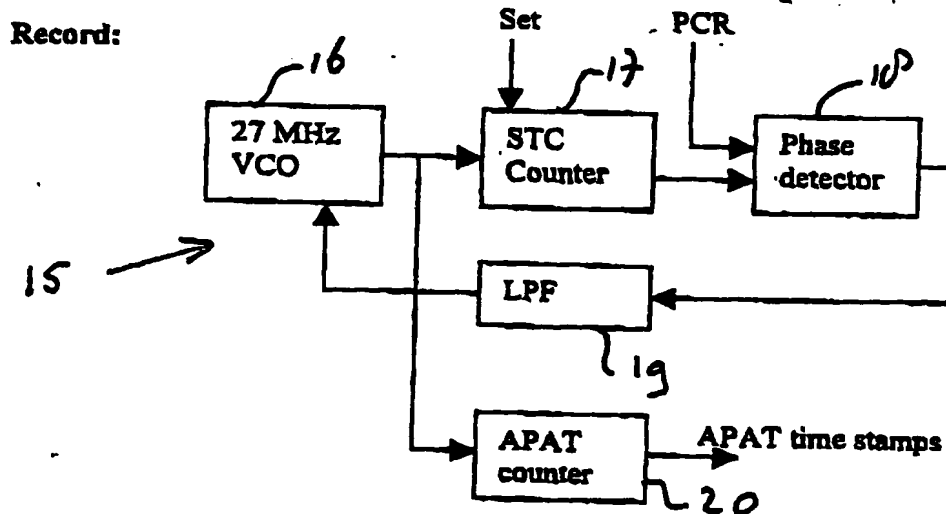 Record:
Set
PCR
16
17
18
27 MHz
VCO
STC
Counter
Phase
detector
15
LPF
19
APAT
counter
APAT time stamps
20